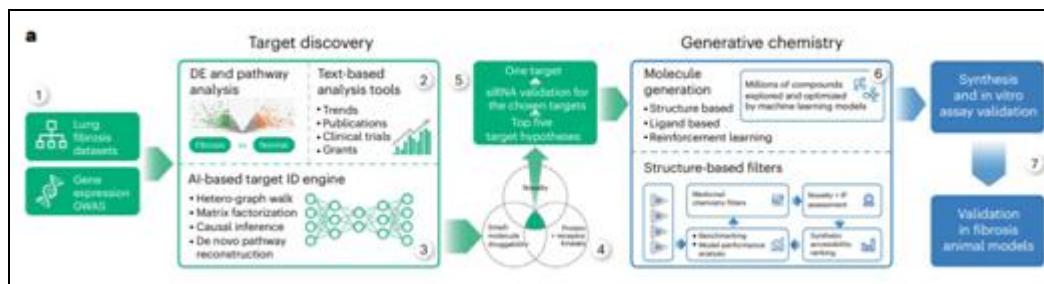 a
Target discovery
Generative chemistry
1
Lung
fibrosis
datasets
Gene
expression
GWAS
DE and pathway
analysis
Fibrosis vs Normal
Text-based
analysis tools
2
• Trends
• Publications
• Clinical trials
• Grants
AI-based target ID engine
• Hetero-graph walk
• Matrix factorization
• Causal inference
• De novo pathway
reconstruction
3
5
One target
siRNA validation for
the chosen targets
Top five
target hypotheses
Novelty
Small-
molecule
druggability
Protein
receptor
kinases
4
Molecule
generation
• Structure based
• Ligand based
• Reinforcement learning
6
Millions of compounds
explored and optimized
by machine learning models
Structure-based filters
Medicinal
chemistry filters
Novelty + IP
assessment
• Benchmarking
• Model performance
analysis
Synthetic
accessibility
ranking
Synthesis
and in vitro
assay validation
7
Validation
in fibrosis
animal models